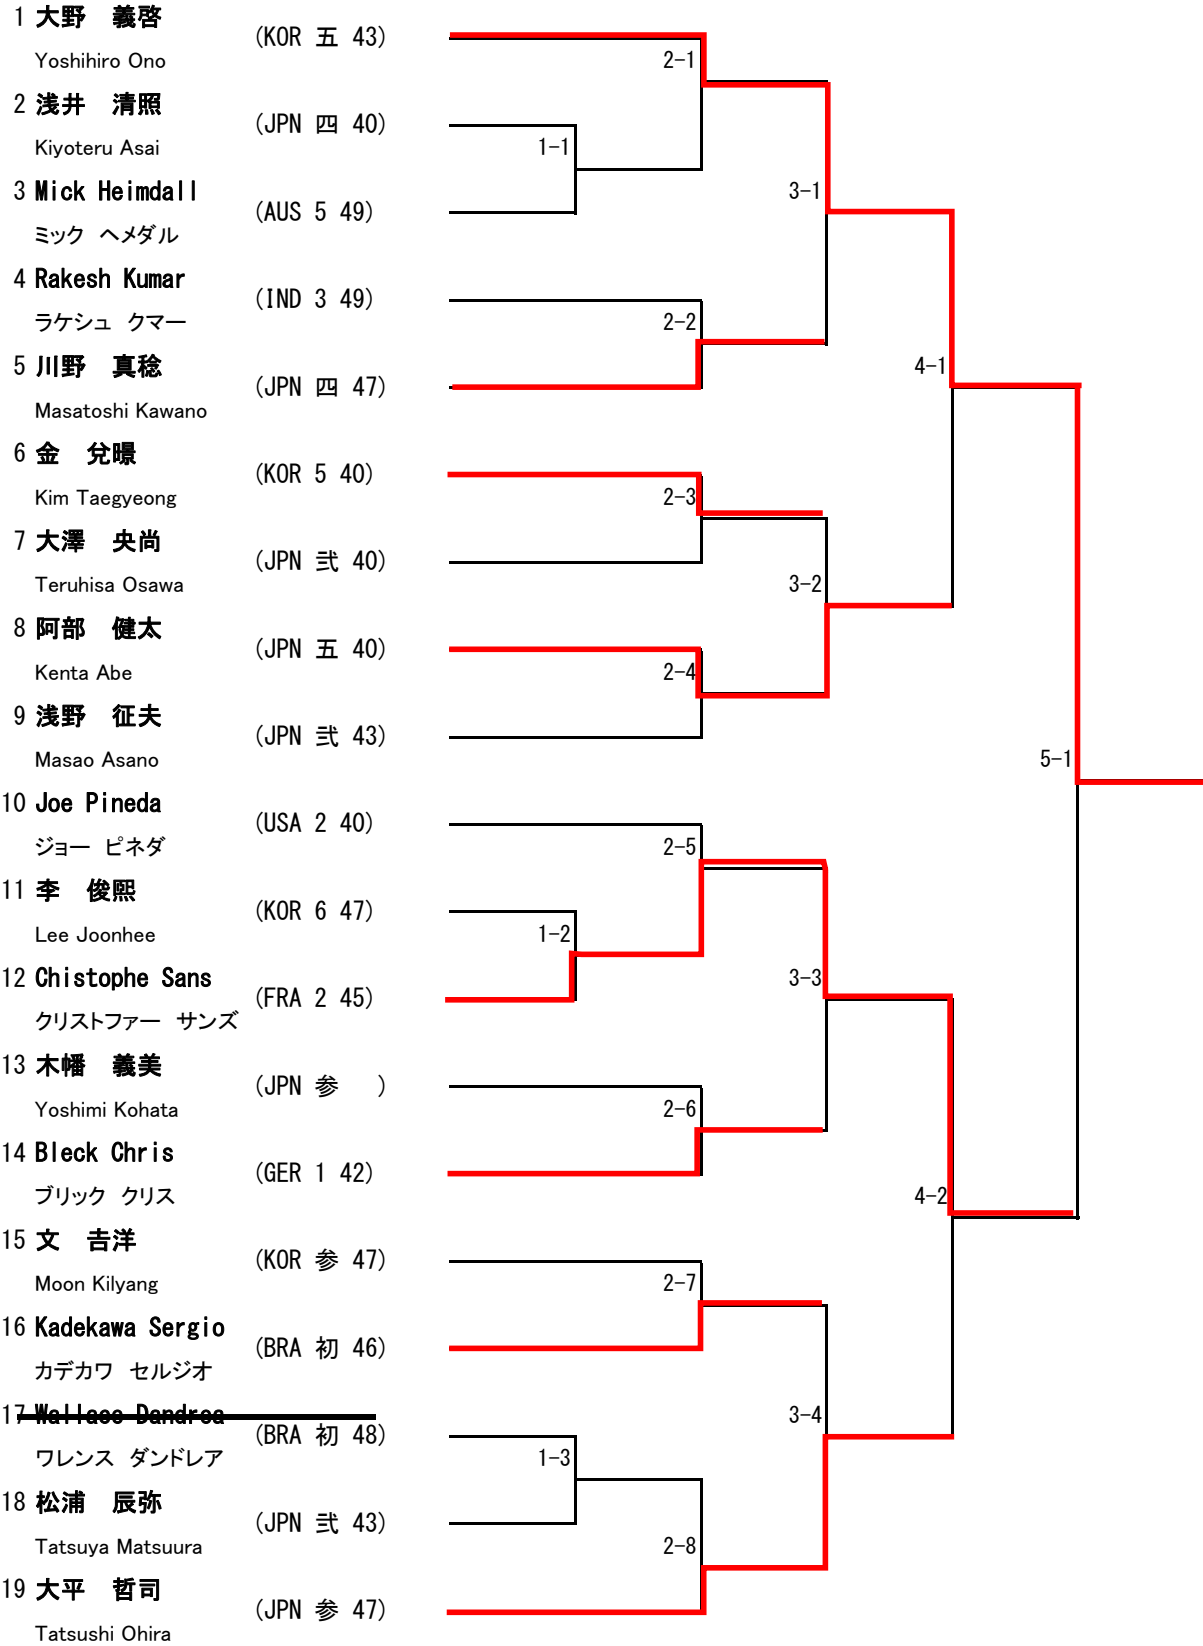 1 大野　義啓
(KOR 五 43)
Yoshihiro Ono
2-1
2 浅井　清照
(JPN 四 40)
Kiyoteru Asai
1-1
3 Mick Heimdall
(AUS 5 49)
3-1
ミック　ヘメダル
4 Rakesh Kumar
(IND 3 49)
ラケシュ　クマー
2-2
5 川野　真稔
(JPN 四 47)
4-1
Masatoshi Kawano
6 金　兌暻
(KOR 5 40)
Kim Taegyeong
2-3
7 大澤　央尚
(JPN 弐 40)
Teruhisa Osawa
3-2
8 阿部　健太
(JPN 五 40)
Kenta Abe
2-4
9 浅野　征夫
(JPN 弐 43)
Masao Asano
5-1
10 Joe Pineda
(USA 2 40)
ジョー　ピネダ
2-5
11 李　俊熙
(KOR 6 47)
Lee Joonhee
1-2
12 Chistophe Sans
(FRA 2 45)
3-3
クリストファー　サンズ
13 木幡　義美
(JPN 参　　)
Yoshimi Kohata
2-6
14 Bleck Chris
(GER 1 42)
ブリック　クリス
4-2
15 文　吉洋
(KOR 参 47)
Moon Kilyang
2-7
16 Kadekawa Sergio
(BRA 初 46)
カデカワ　セルジオ
17 Wallace Dandrea
(BRA 初 48)
3-4
ワレンス　ダンドレア
1-3
18 松浦　辰弥
(JPN 弐 43)
Tatsuya Matsuura
2-8
19 大平　哲司
(JPN 参 47)
Tatsushi Ohira